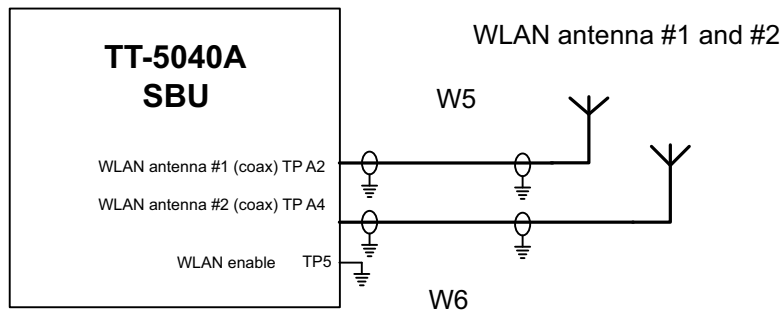 WLAN antenna #1 and #2
TT-5040A
SBU
W5
WLAN antenna #1 (coax) TP A2
WLAN antenna #2 (coax) TP A4
WLAN enable TP5
W6